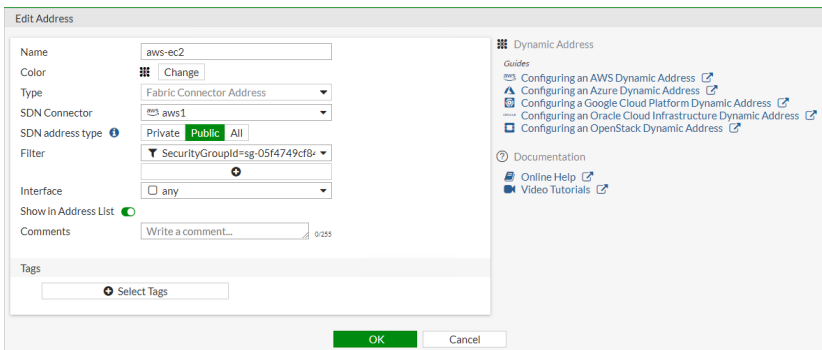 Edit Address
Name aws-ec2
Color Change
Type Fabric Connector Address
SDN Connector aws aws1
SDN address type Private Public All
Filter SecurityGroupId=sg-05f4749cf84
Interface any
Show in Address List
Comments Write a comment... 0/255
Tags
Select Tags
Dynamic Address
Guides
aws Configuring an AWS Dynamic Address
Configuring an Azure Dynamic Address
Configuring a Google Cloud Platform Dynamic Address
Configuring an Oracle Cloud Infrastructure Dynamic Address
Configuring an OpenStack Dynamic Address
Documentation
Online Help
Video Tutorials
OK Cancel